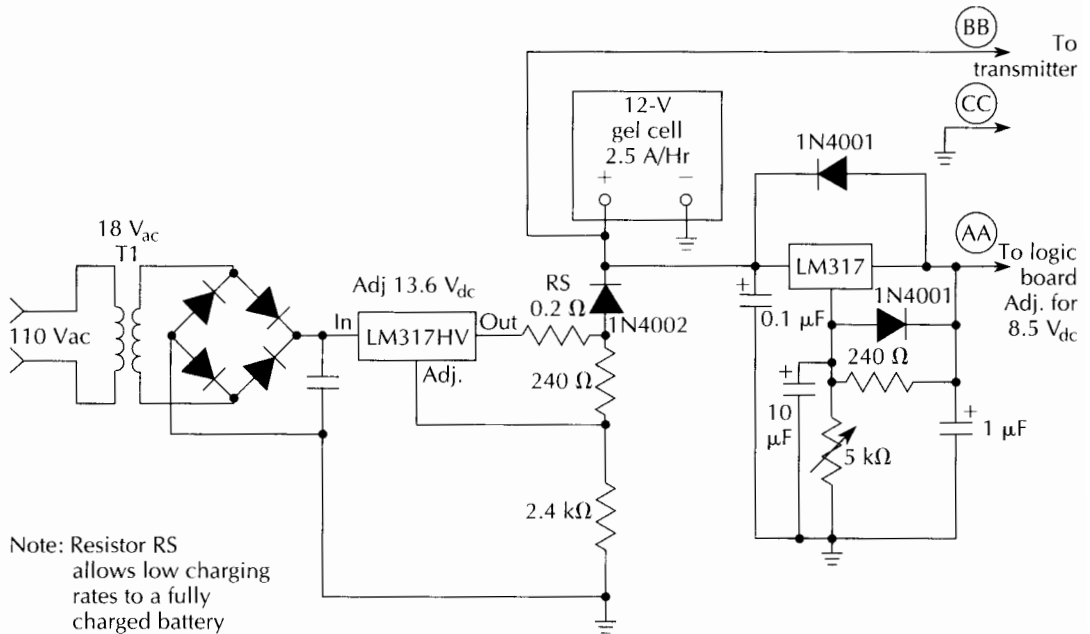 BB
To
transmitter
CC
12-V
gel cell
2.5 A/Hr
+
−
1N4001
18 Vac
T1
AA
To logic
board
Adj. for
8.5 Vdc
LM317
RS
0.2 Ω
Adj 13.6 Vdc
1N4002
+
0.1 μF
1N4001
110 Vac
In
LM317HV
Out
Adj.
240 Ω
240 Ω
+
10
μF
5 kΩ
+
1 μF
2.4 kΩ
Note: Resistor RS
allows low charging
rates to a fully
charged battery